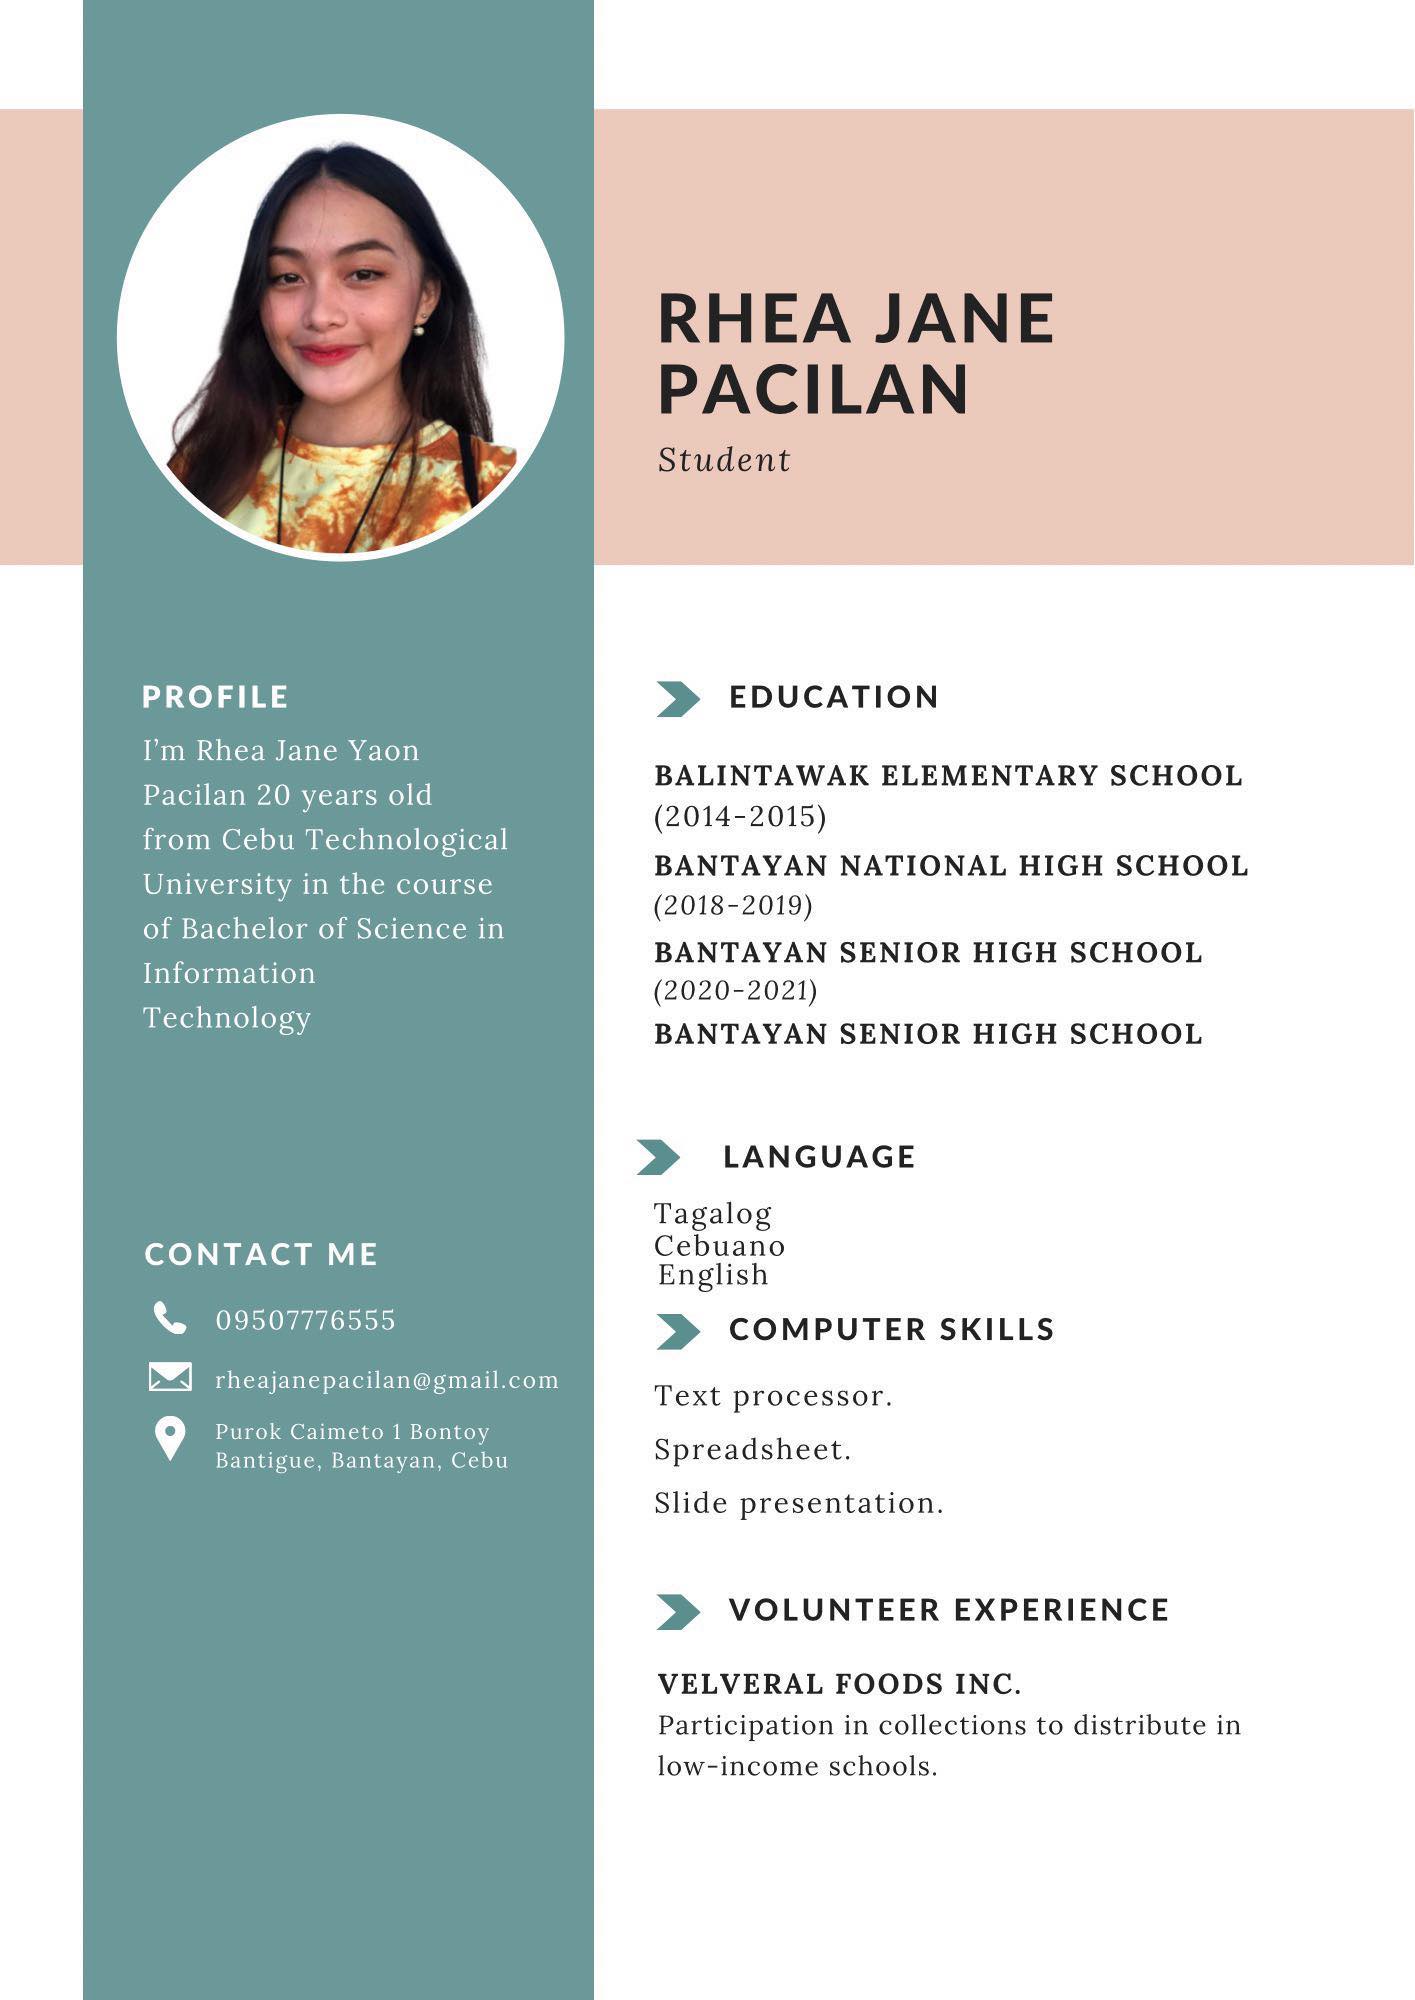 RHEA JANE
PACILAN
Student
PROFILE
I’m Rhea Jane Yaon
Pacilan 20 years old
from Cebu Technological
University in the course
of Bachelor of Science in
Information
Technology
CONTACT ME
09507776555
rheajanepacilan@gmail.com
Purok Caimeto 1 Bontoy
Bantigue, Bantayan, Cebu
EDUCATION
BALINTAWAK ELEMENTARY SCHOOL
(2014-2015)
BANTAYAN NATIONAL HIGH SCHOOL
(2018-2019)
BANTAYAN SENIOR HIGH SCHOOL
(2020-2021)
BANTAYAN SENIOR HIGH SCHOOL
LANGUAGE
Tagalog
Cebuano
English
COMPUTER SKILLS
Text processor.
Spreadsheet.
Slide presentation.
VOLUNTEER EXPERIENCE
VELVERAL FOODS INC.
Participation in collections to distribute in
low-income schools.